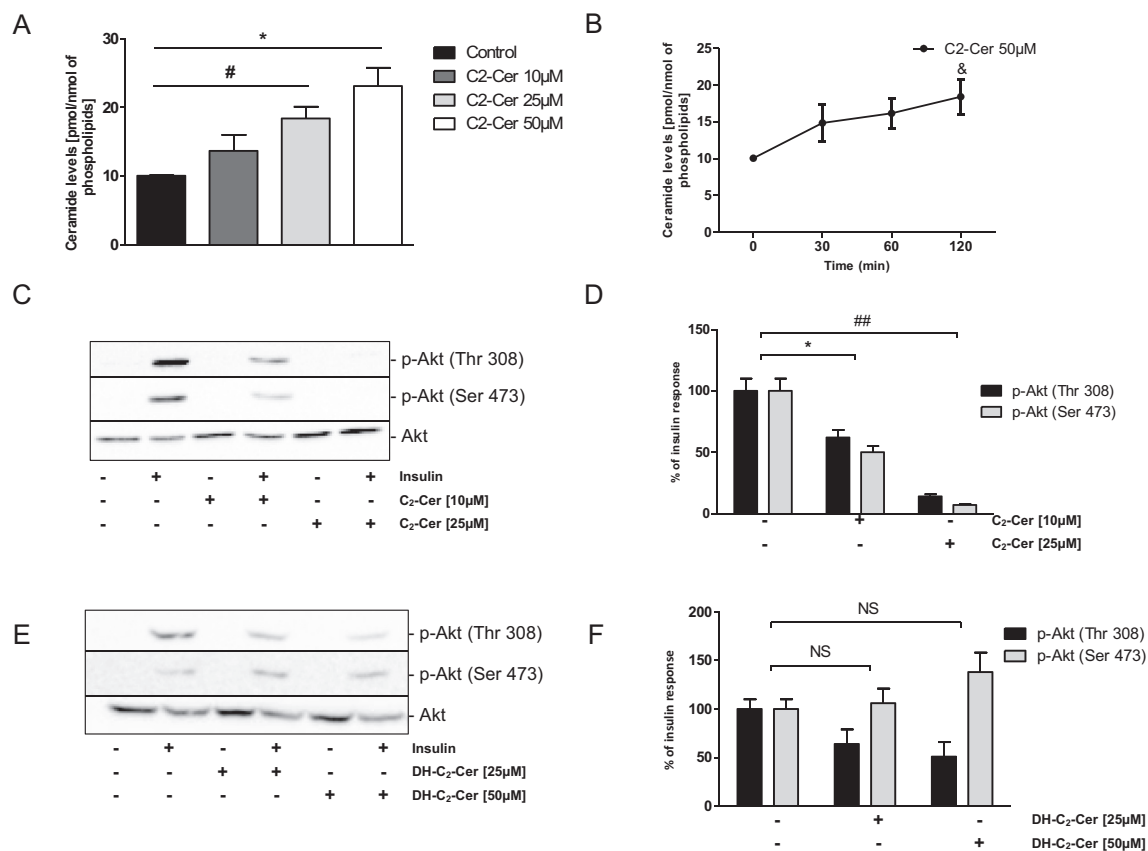 A
Ceramide levels [pmol/nmol of
phospholipids]
30
20
10
0
*
#
Control
C2-Cer 10µM
C2-Cer 25µM
C2-Cer 50µM
B
Ceramide levels [pmol/nmol of
phospholipids]
25
20
15
10
5
0
0 30 60 120
Time (min)
C2-Cer 50µM
&
C
- p-Akt (Thr 308)
- p-Akt (Ser 473)
- Akt
- + - + - + Insulin
- - + + - - C₂-Cer [10µM]
- - - - + + C₂-Cer [25µM]
D
% of insulin response
150
100
50
0
##
*
p-Akt (Thr 308)
p-Akt (Ser 473)
- + - C₂-Cer [10µM]
- - + C₂-Cer [25µM]
E
- p-Akt (Thr 308)
- p-Akt (Ser 473)
- Akt
- + - + - + Insulin
- - + + - - DH-C₂-Cer [25µM]
- - - - + + DH-C₂-Cer [50µM]
F
% of insulin response
200
150
100
50
0
NS
NS
p-Akt (Thr 308)
p-Akt (Ser 473)
- + - DH-C₂-Cer [25µM]
- - + DH-C₂-Cer [50µM]